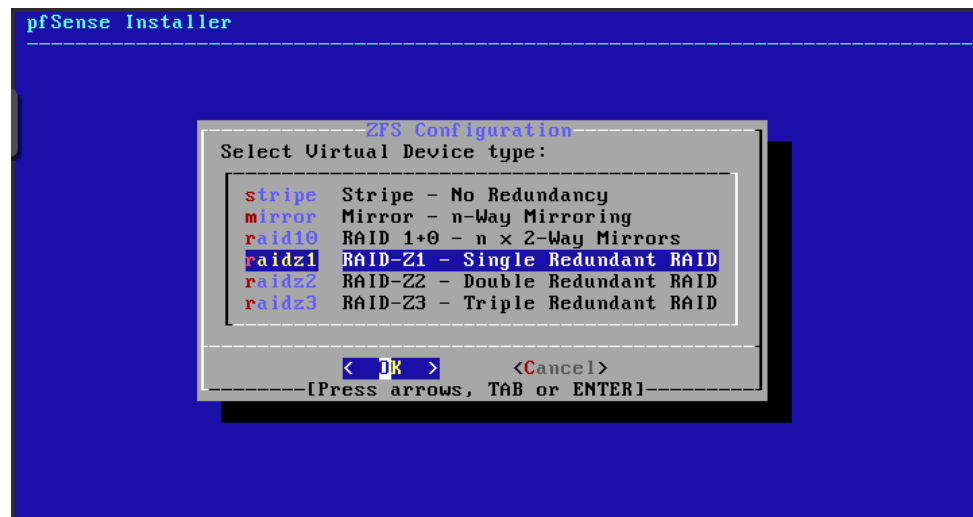 pfSense Installer
ZFS Configuration
Select Virtual Device type:
stripe Stripe - No Redundancy
mirror Mirror - n-Way Mirroring
raid10 RAID 1+0 - n x 2-Way Mirrors
raidz1 RAID-Z1 - Single Redundant RAID
raidz2 RAID-Z2 - Double Redundant RAID
raidz3 RAID-Z3 - Triple Redundant RAID
< OK > <Cancel>
[Press arrows, TAB or ENTER]